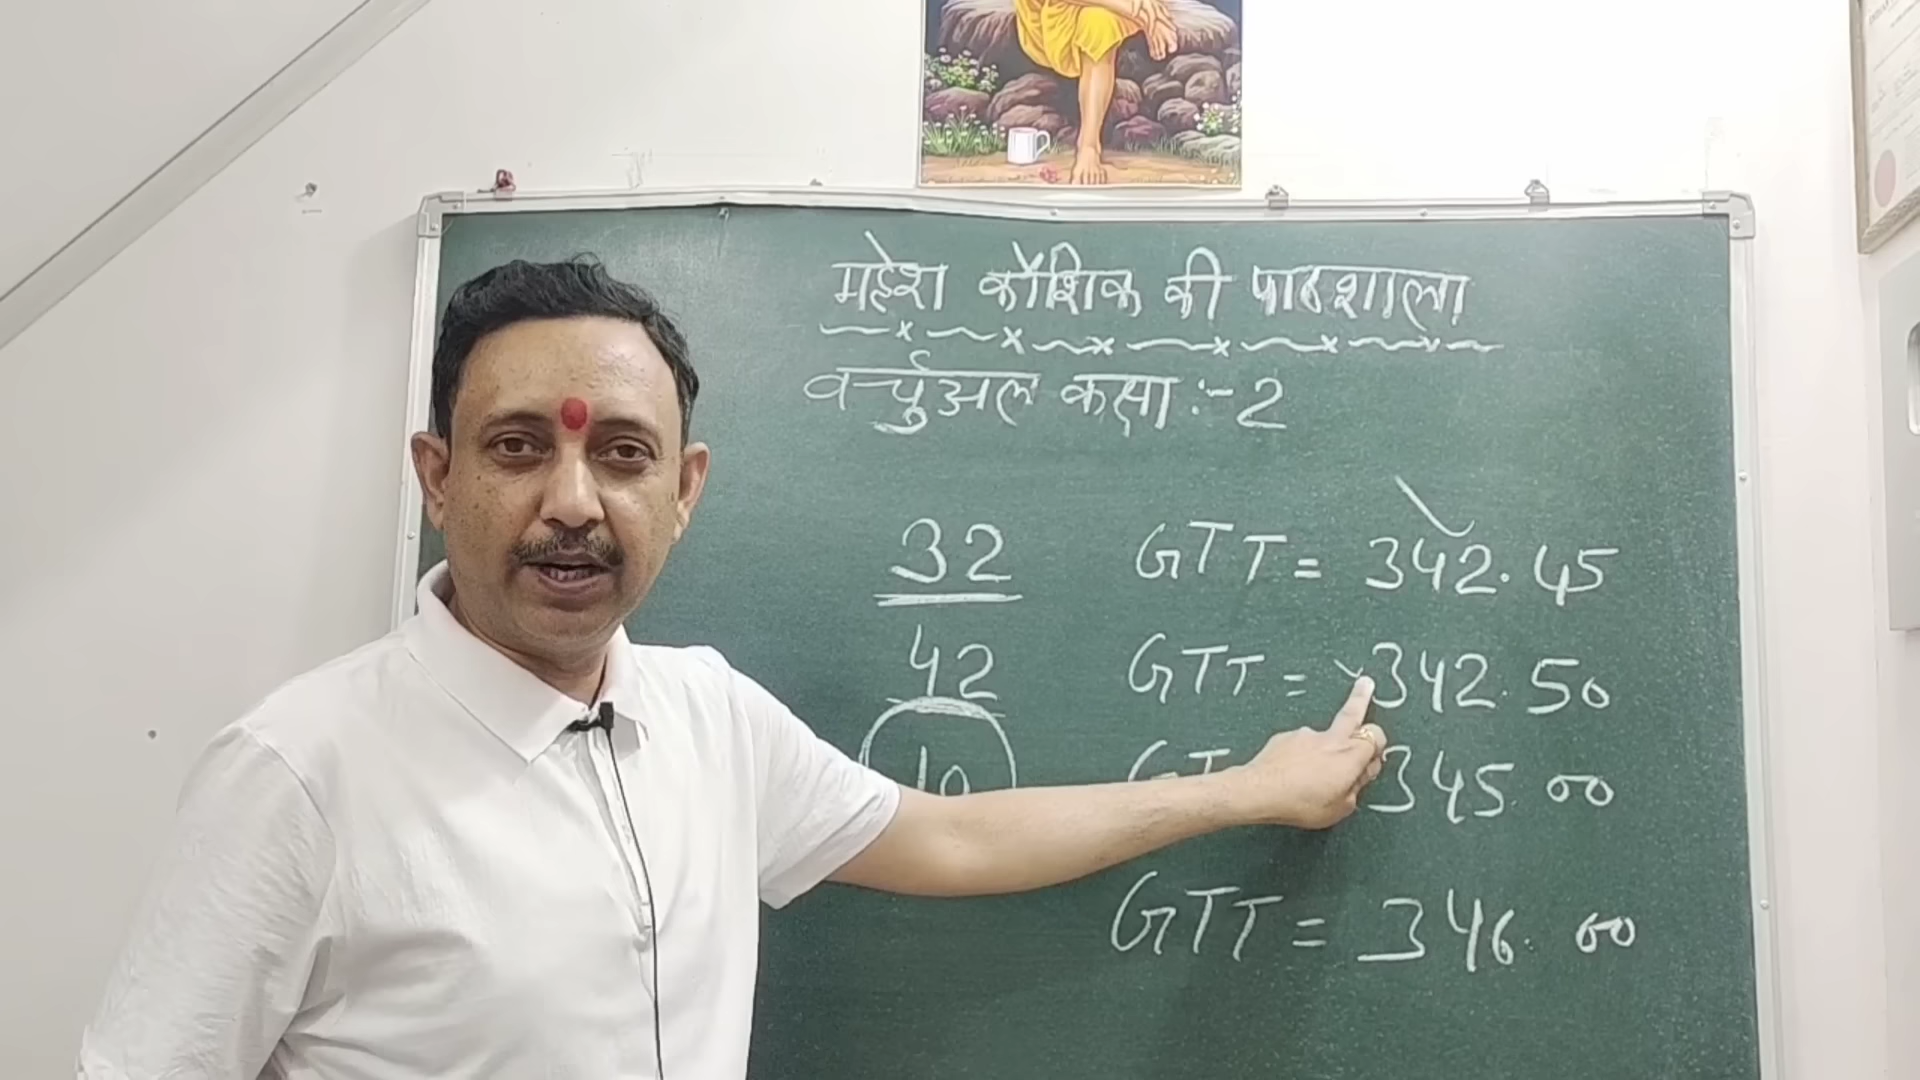 महेश कौशिक की पाठशाला
वर्चुअल कक्षा :- 2
32 GTT = 342.45
42 GTT = 342.50
10 345.00
GTT = 346.00